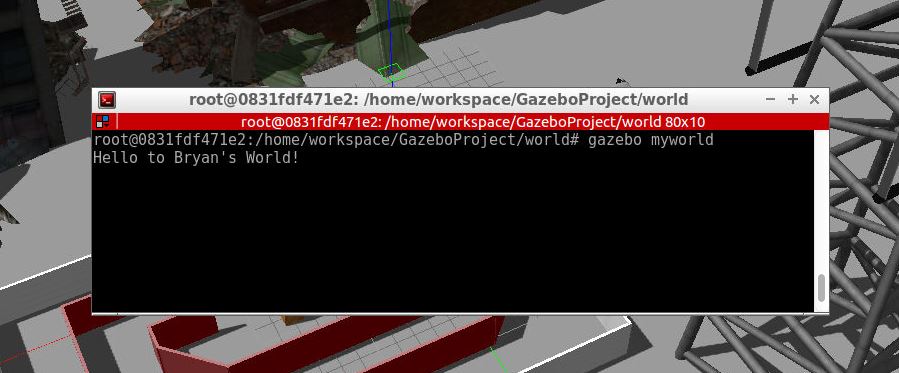 root@0831fdf471e2: /home/workspace/GazeboProject/world
root@0831fdf471e2: /home/workspace/GazeboProject/world 80x10
root@0831fdf471e2:/home/workspace/GazeboProject/world# gazebo myworld
Hello to Bryan's World!